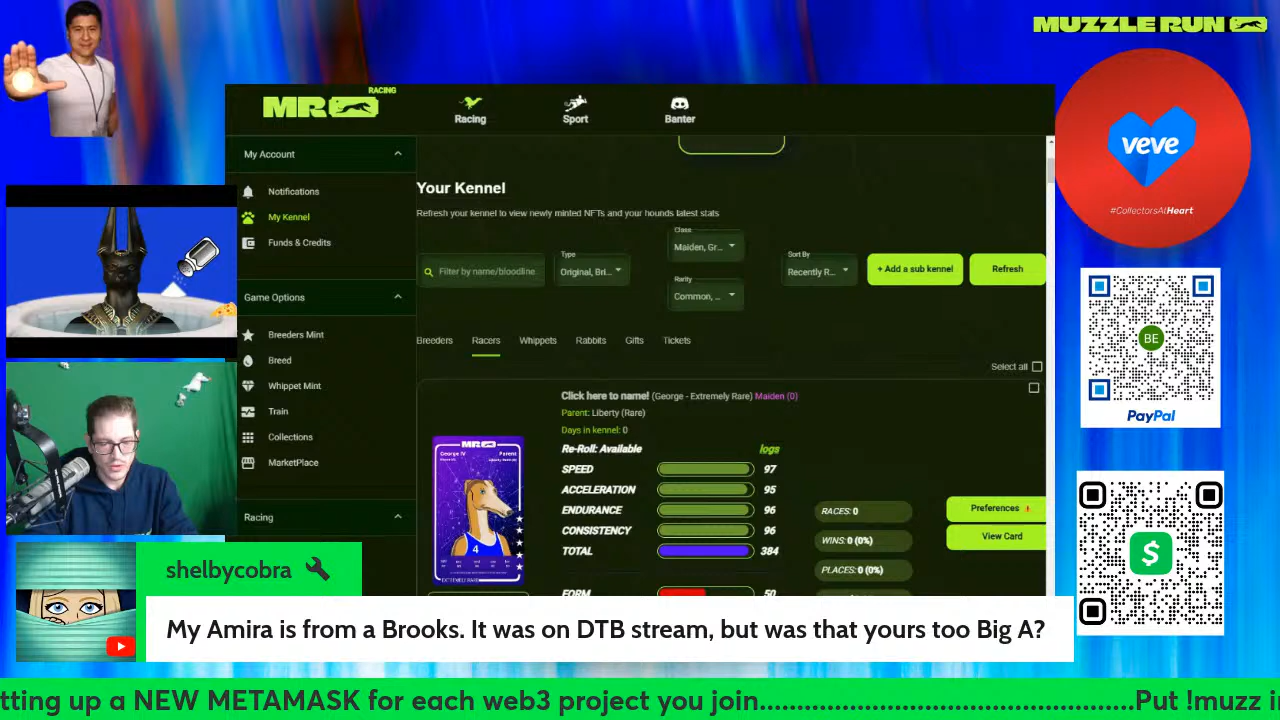 MUZZLE RUN
RACING
MR
Racing
Sport
Banter
My Account
Notifications
My Kennel
Funds & Credits
Game Options
Breeders Mint
Breed
Whippet Mint
Train
Collections
MarketPlace
Racing
Your Kennel
Refresh your kennel to view newly minted NFTs and your hounds latest stats
Filter by name/bloodline
Type
Original, Bri...
Class
Maiden, Gr...
Rarity
Common, ...
Sort By
Recently R...
+ Add a sub kennel
Refresh
Breeders
Racers
Whippets
Rabbits
Gifts
Tickets
Select all
Click here to name! (George - Extremely Rare) Maiden (0)
Parent: Liberty (Rare)
Days in kennel: 0
Re-Roll: Available
logs
SPEED 97
ACCELERATION 95
ENDURANCE 96
CONSISTENCY 96
TOTAL 384
FORM 50
MR
George IV
Parent
4
EXTREMELY RARE
RACES: 0
WINS: 0 (0%)
PLACES: 0 (0%)
Preferences
View Card
veve
#CollectorsAtHeart
BE
PayPal
$
shelbycobra
My Amira is from a Brooks. It was on DTB stream, but was that yours too Big A?
tting up a NEW METAMASK for each web3 project you join..................................................Put !muzz i